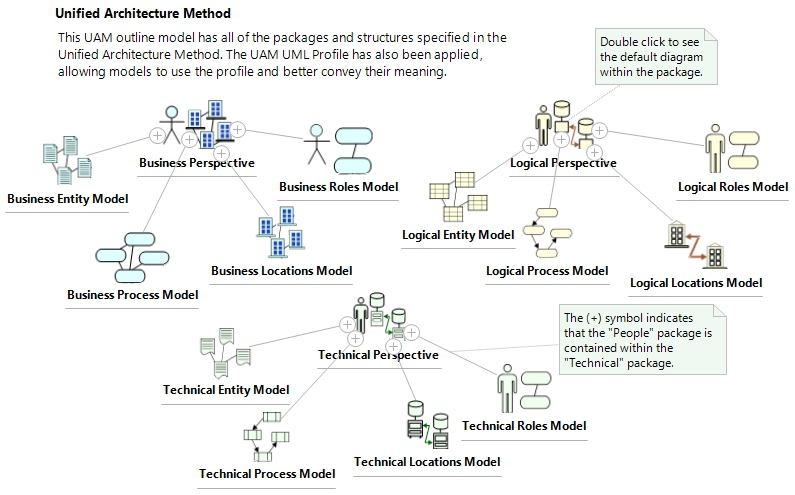 Unified Architecture Method
This UAM outline model has all of the packages and structures specified in the
Unified Architecture Method. The UAM UML Profile has also been applied,
allowing models to use the profile and better convey their meaning.
Double click to see
the default diagram
within the package.
Business Perspective
Business Entity Model
Business Roles Model
Business Process Model
Business Locations Model
Logical Perspective
Logical Roles Model
Logical Entity Model
Logical Process Model
Logical Locations Model
The (+) symbol indicates
that the "People" package is
contained within the
"Technical" package.
Technical Perspective
Technical Entity Model
Technical Roles Model
Technical Process Model
Technical Locations Model